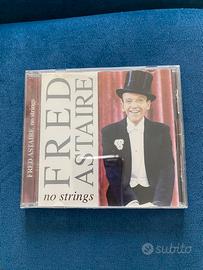 FRED ASTAIRE no strings
FRED
ASTAIRE
no strings
subito